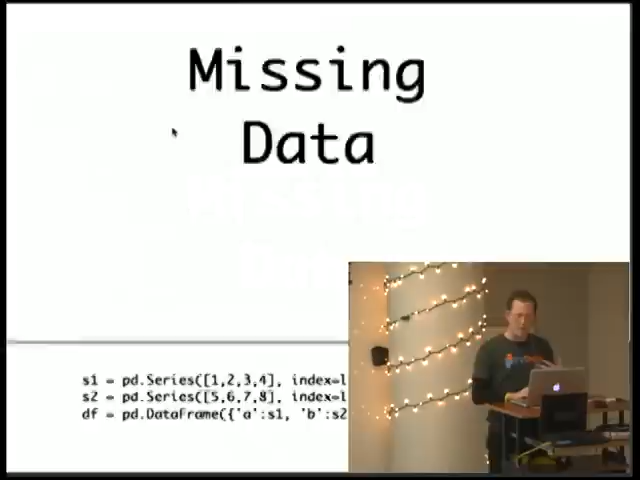 Missing
Data
s1 = pd.Series([1,2,3,4], index=l
s2 = pd.Series([5,6,7,8], index=l
df = pd.DataFrame({'a':s1, 'b':s2